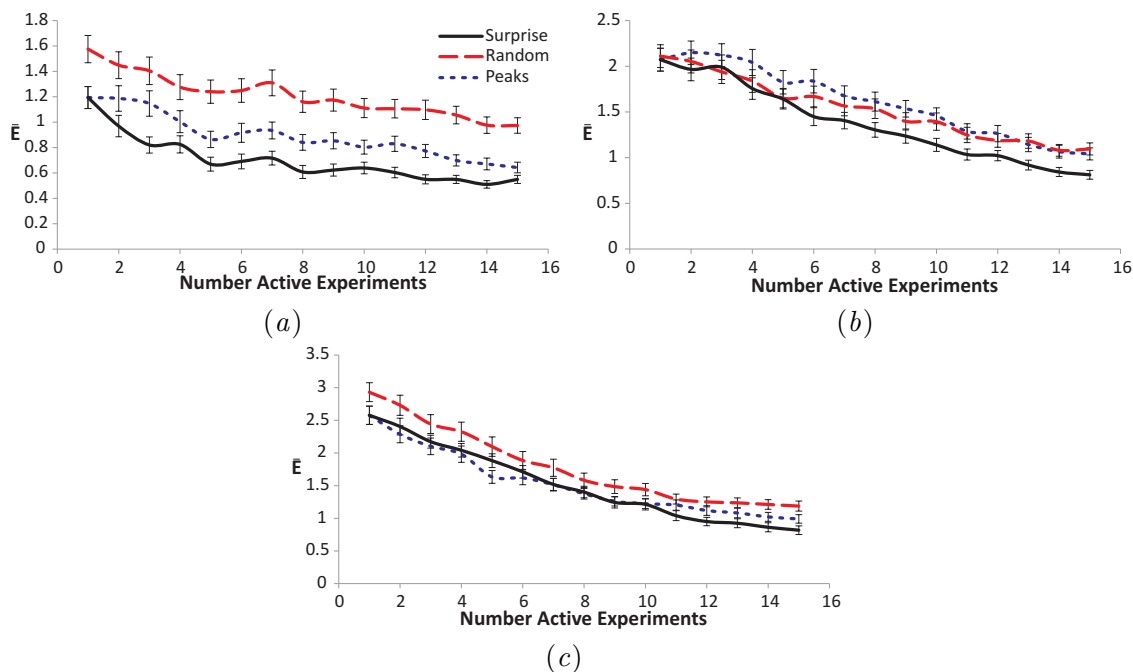 1.8
1.6
1.4
1.2
1
0.8
0.6
0.4
0.2
0
Ē
0 2 4 6 8 10 12 14 16
Number Active Experiments
Surprise
Random
Peaks
(a)
2.5
2
1.5
1
0.5
0
Ē
0 2 4 6 8 10 12 14 16
Number Active Experiments
(b)
3.5
3
2.5
2
1.5
1
0.5
0
Ē
0 2 4 6 8 10 12 14 16
Number Active Experiments
(c)